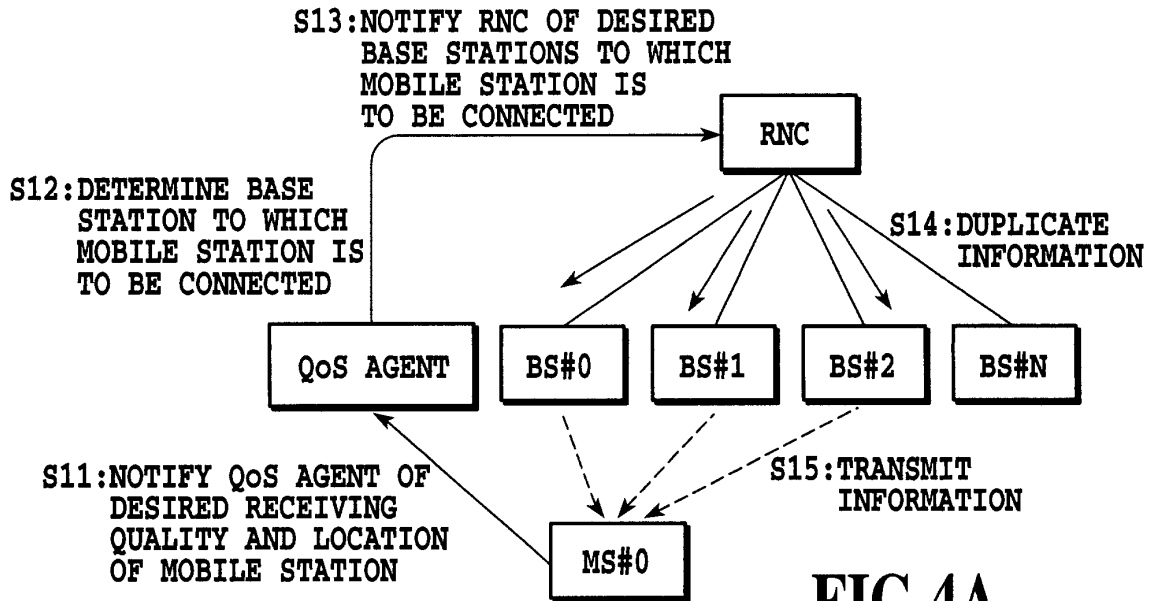 S13:NOTIFY RNC OF DESIRED
BASE STATIONS TO WHICH
MOBILE STATION IS
TO BE CONNECTED
RNC
S12:DETERMINE BASE
STATION TO WHICH
MOBILE STATION IS
TO BE CONNECTED
S14:DUPLICATE
INFORMATION
QoS AGENT
BS#0
BS#1
BS#2
BS#N
S11:NOTIFY QoS AGENT OF
DESIRED RECEIVING
QUALITY AND LOCATION
OF MOBILE STATION
S15:TRANSMIT
INFORMATION
MS#0
FIG.4A